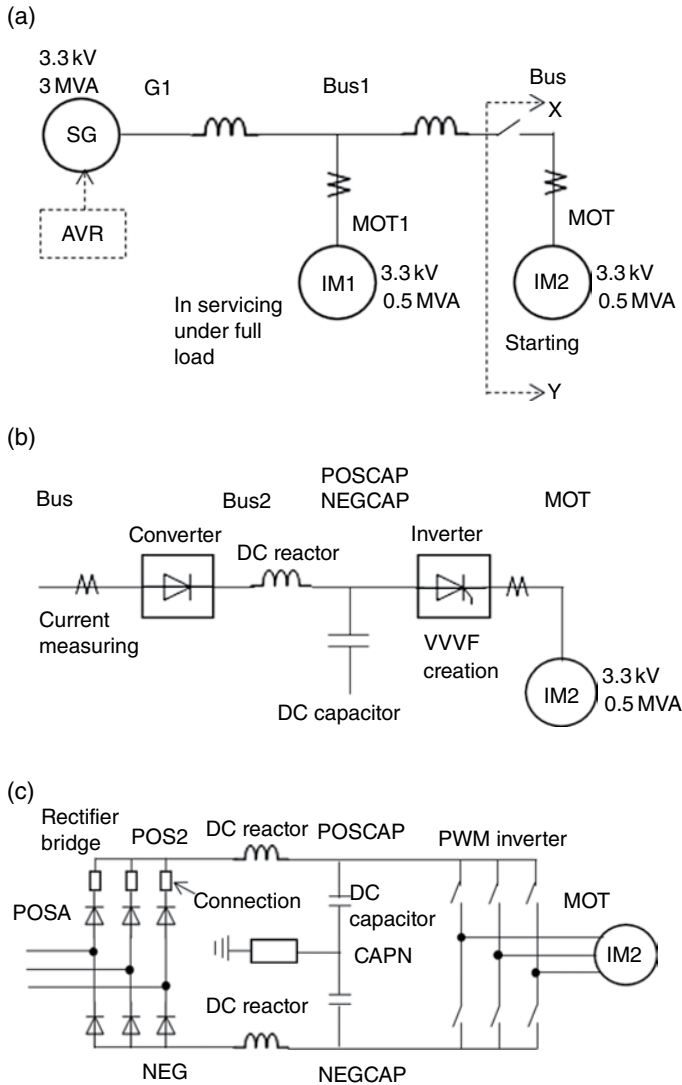 (a)
3.3 kV
3 MVA
G1
Bus1
Bus
X
SG
AVR
MOT1
MOT
IM1
3.3 kV
0.5 MVA
IM2
3.3 kV
0.5 MVA
In servicing
under full
load
Starting
Y
(b)
Bus
Bus2
POSCAP
NEGCAP
MOT
Converter
DC reactor
Inverter
Current
measuring
VVVF
creation
DC capacitor
IM2
3.3 kV
0.5 MVA
(c)
Rectifier
bridge
POS2
DC reactor
POSCAP
PWM inverter
Connection
DC
capacitor
MOT
POSA
CAPN
IM2
DC reactor
NEG
NEGCAP